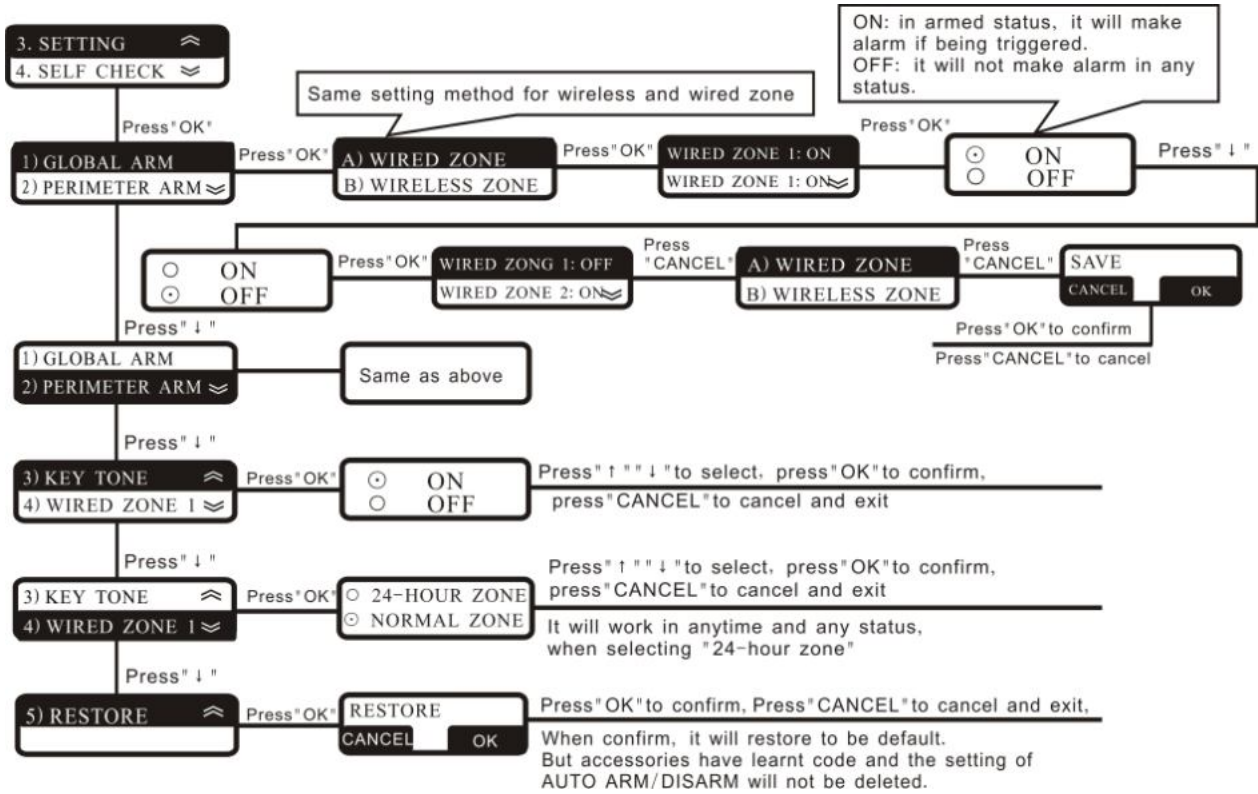 3. SETTING
4. SELF CHECK
ON: in armed status, it will make
alarm if being triggered.
OFF: it will not make alarm in any
status.
Same setting method for wireless and wired zone
Press"OK"
1) GLOBAL ARM
2) PERIMETER ARM
Press"OK"
A) WIRED ZONE
B) WIRELESS ZONE
Press"OK"
WIRED ZONE 1: ON
WIRED ZONE 1: ON
Press"OK"
ON
OFF
Press"↓"
ON
OFF
Press"OK"
WIRED ZONG 1: OFF
WIRED ZONE 2: ON
Press
"CANCEL"
A) WIRED ZONE
B) WIRELESS ZONE
Press
"CANCEL"
SAVE
CANCEL OK
Press"OK"to confirm
Press"CANCEL"to cancel
Press"↓"
1) GLOBAL ARM
2) PERIMETER ARM
Same as above
Press"↓"
3) KEY TONE
4) WIRED ZONE 1
Press"OK"
ON
OFF
Press"↑""↓"to select, press"OK"to confirm,
press"CANCEL"to cancel and exit
Press"↓"
3) KEY TONE
4) WIRED ZONE 1
Press"OK"
24-HOUR ZONE
NORMAL ZONE
Press"↑""↓"to select, press"OK"to confirm,
press"CANCEL"to cancel and exit
It will work in anytime and any status,
when selecting "24-hour zone"
Press"↓"
5) RESTORE
Press"OK"
RESTORE
CANCEL OK
Press"OK"to confirm, Press"CANCEL"to cancel and exit,
When confirm, it will restore to be default.
But accessories have learnt code and the setting of
AUTO ARM/DISARM will not be deleted.